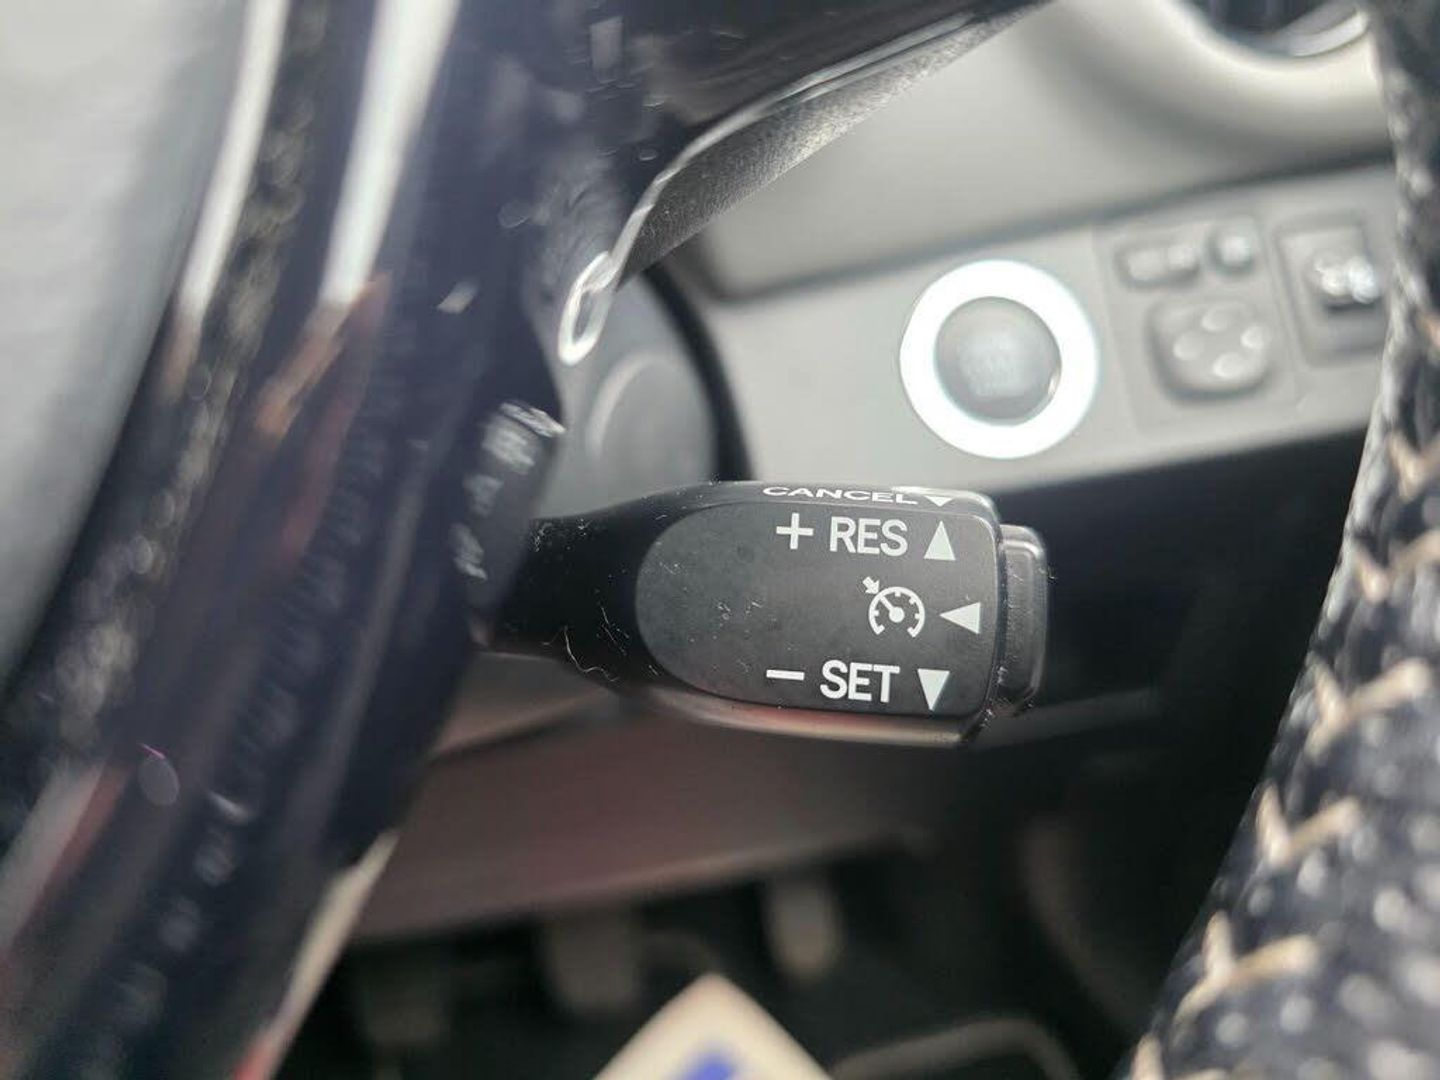 CANCEL
+ RES
− SET